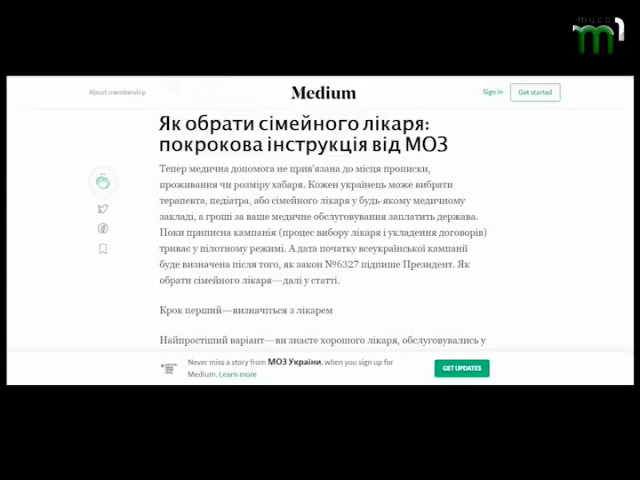 m1
About membership
Medium
Sign in
Get started
Як обрати сімейного лікаря:
покрокова інструкція від МОЗ
Тепер медична допомога не прив'язана до місця прописки,
проживання чи розміру хабаря. Кожен українець може вибрати
терапевта, педіатра, або сімейного лікаря у будь-якому медичному
закладі, а гроші за ваше медичне обслуговування заплатить держава.
Поки приписна кампанія (процес вибору лікаря і укладення договорів)
триває у пілотному режимі. А дата початку всеукраїнської кампанії
буде визначена після того, як закон №6327 підпише Президент. Як
обрати сімейного лікаря—далі у статті.
Крок перший—визначіться з лікарем
Найпростіший варіант—ви знаєте хорошого лікаря, обслуговувались у
Never miss a story from МОЗ України, when you sign up for
Medium. Learn more
GET UPDATES